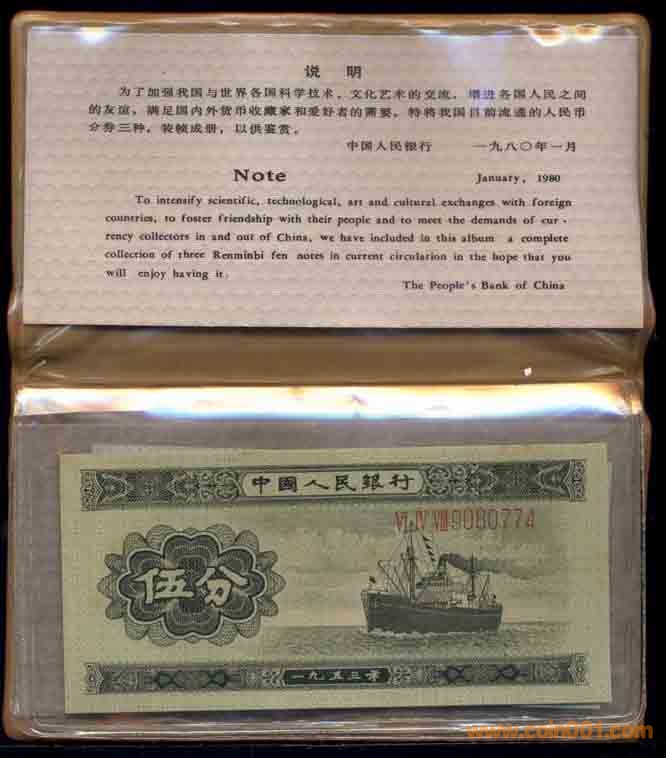 说 明
为了加强我国与世界各国科学技术、文化艺术的交流，增进各国人民之间
的友谊，满足国内外货币收藏家和爱好者的需要，特将我国目前流通的人民币
分券三种，装帧成册，以供鉴赏。
中国人民银行 一九八〇年一月
Note January, 1980
To intensify scientific, technological, art and cultural exchanges with foreign
countries, to foster friendship with their people and to meet the demands of cur-
rency collectors in and out of China, we have included in this album a complete
collection of three Renminbi fen notes in current circulation in the hope that you
will enjoy having it.
The People's Bank of China
中國人民銀行
Ⅵ Ⅳ Ⅷ 9080774
伍分
一九五三年
www.coin001.com